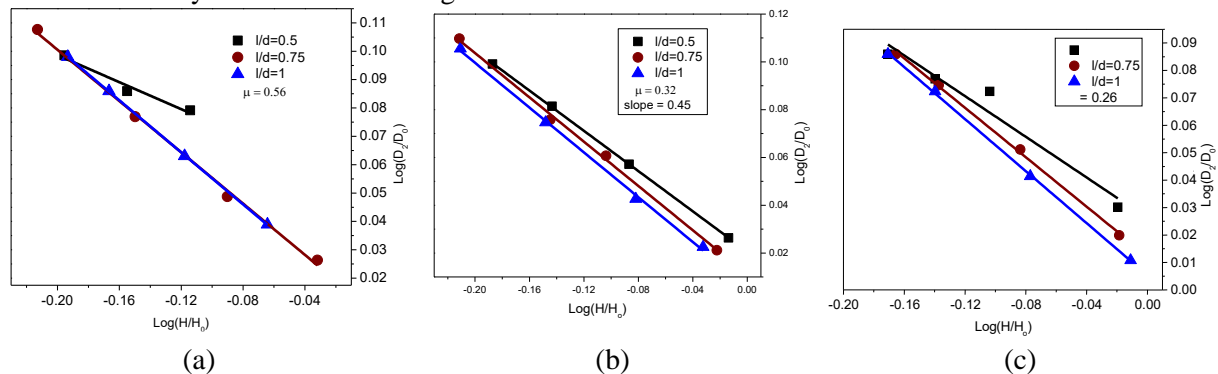 l/d=0.5
l/d=0.75
l/d=1
μ = 0.56
0.11
0.10
0.09
0.08
0.07
0.06
0.05
0.04
0.03
0.02
Log(D₂/D₀)
-0.20
-0.16
-0.12
-0.08
-0.04
Log(H/H₀)
(a)
l/d=0.5
l/d=0.75
l/d=1
μ = 0.32
slope = 0.45
0.12
0.10
0.08
0.06
0.04
0.02
Log(D₂/D₀)
-0.20
-0.16
-0.12
-0.08
-0.04
0.00
Log(H/Hₒ)
(b)
l/d=0.75
l/d=1
= 0.26
0.09
0.08
0.07
0.06
0.05
0.04
0.03
0.02
0.01
0.00
Log(D₂/D₀)
-0.20
-0.16
-0.12
-0.08
-0.04
0.00
Log(H/Hₒ)
(c)